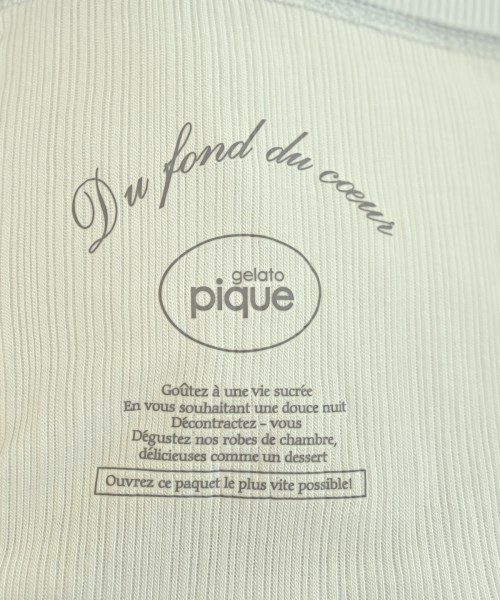 Du fond du cœur
gelato
pique
Goûtez à une vie sucrée
En vous souhaitant une douce nuit
Décontractez - vous
Dégustez nos robes de chambre,
délicieuses comme un dessert
Ouvrez ce paquet le plus vite possible!